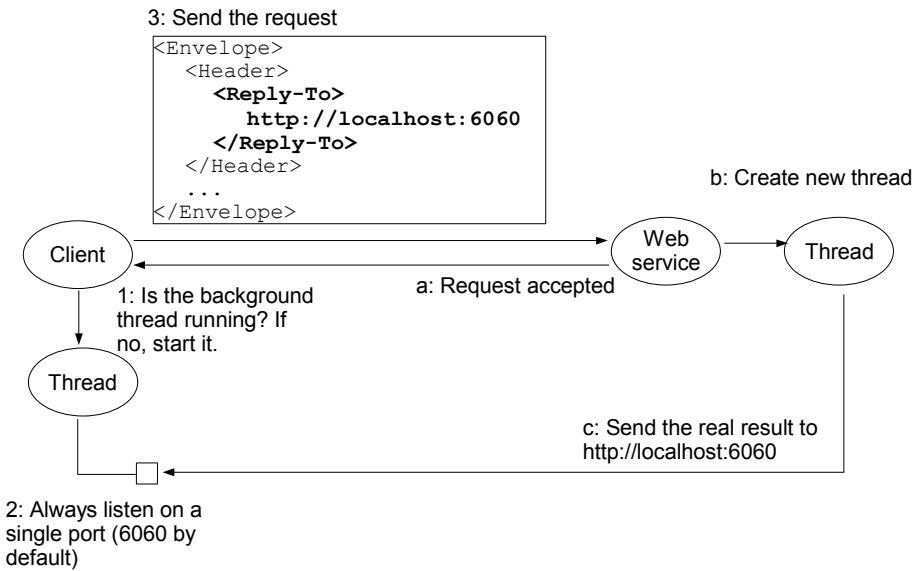 3: Send the request
<Envelope>
<Header>
<Reply-To>
http://localhost:6060
</Reply-To>
</Header>
...
</Envelope>
b: Create new thread
Client
Web
service
Thread
a: Request accepted
1: Is the background
thread running? If
no, start it.
Thread
c: Send the real result to
http://localhost:6060
2: Always listen on a
single port (6060 by
default)